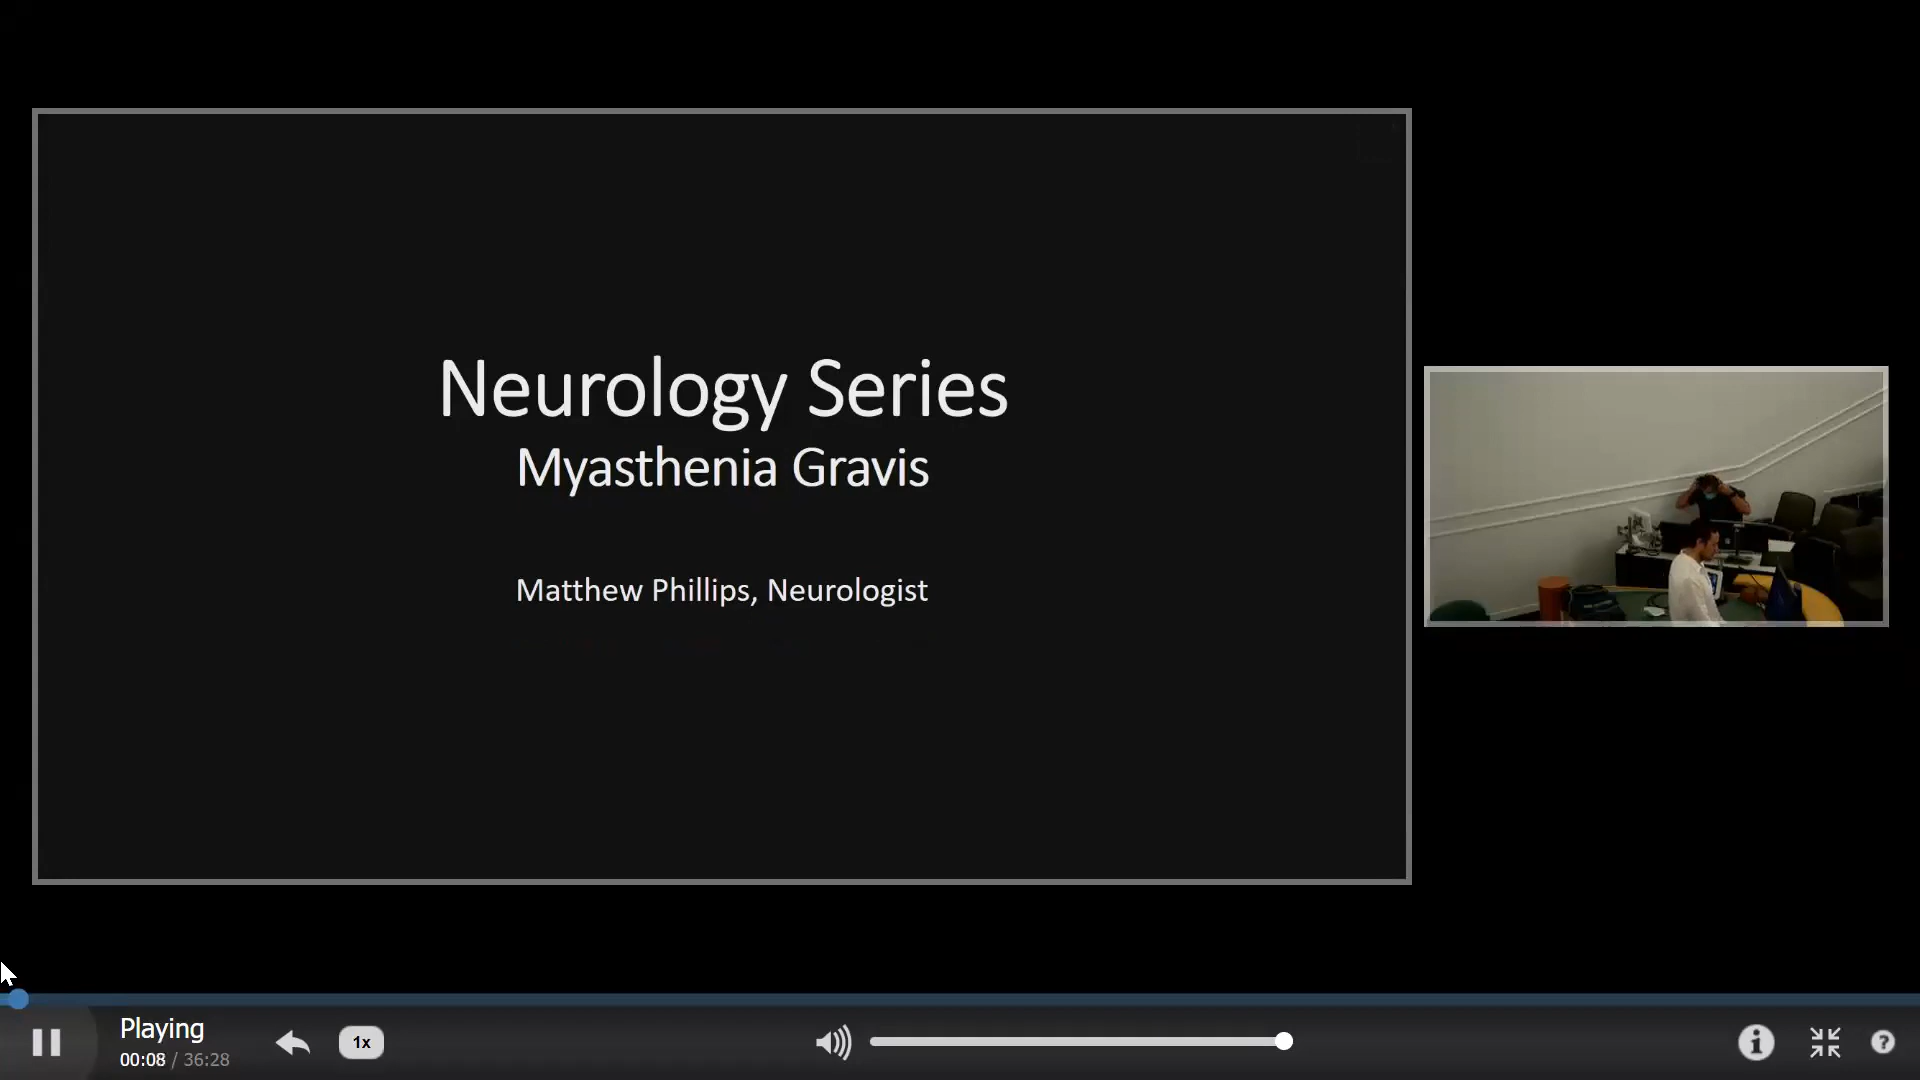 Neurology Series
Myasthenia Gravis
Matthew Phillips, Neurologist
Playing
00:08 / 36:28
1x